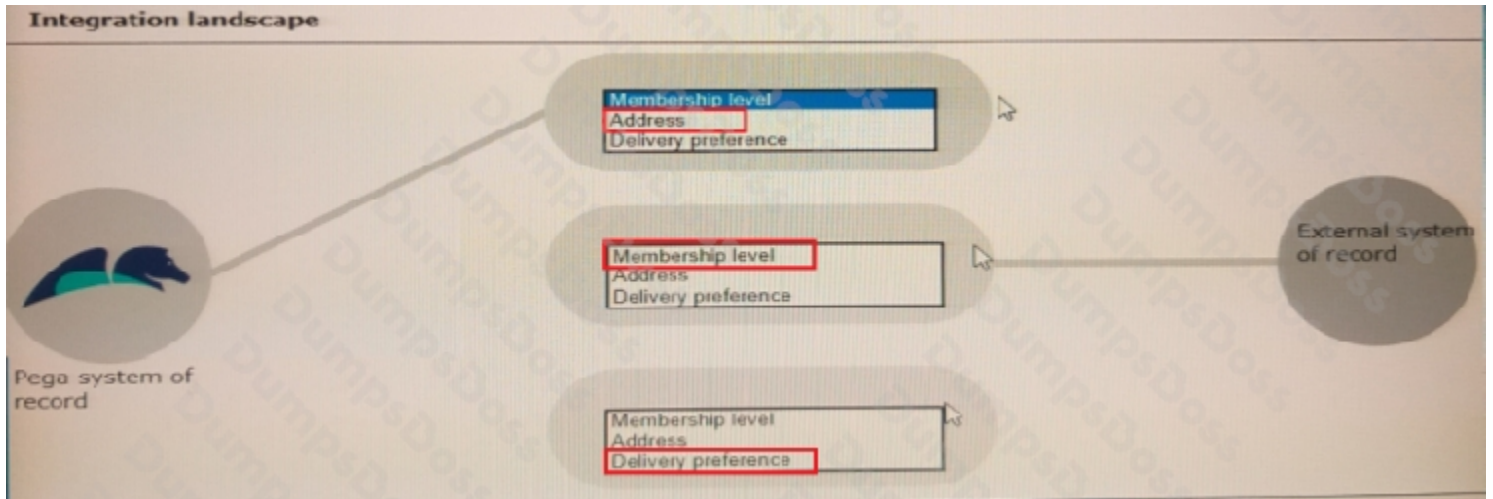 Integration landscape
Membership level
Address
Delivery preference
Membership level
Address
Delivery preference
External system
of record
Pega system of
record
Membership level
Address
Delivery preference
DumpsDoss